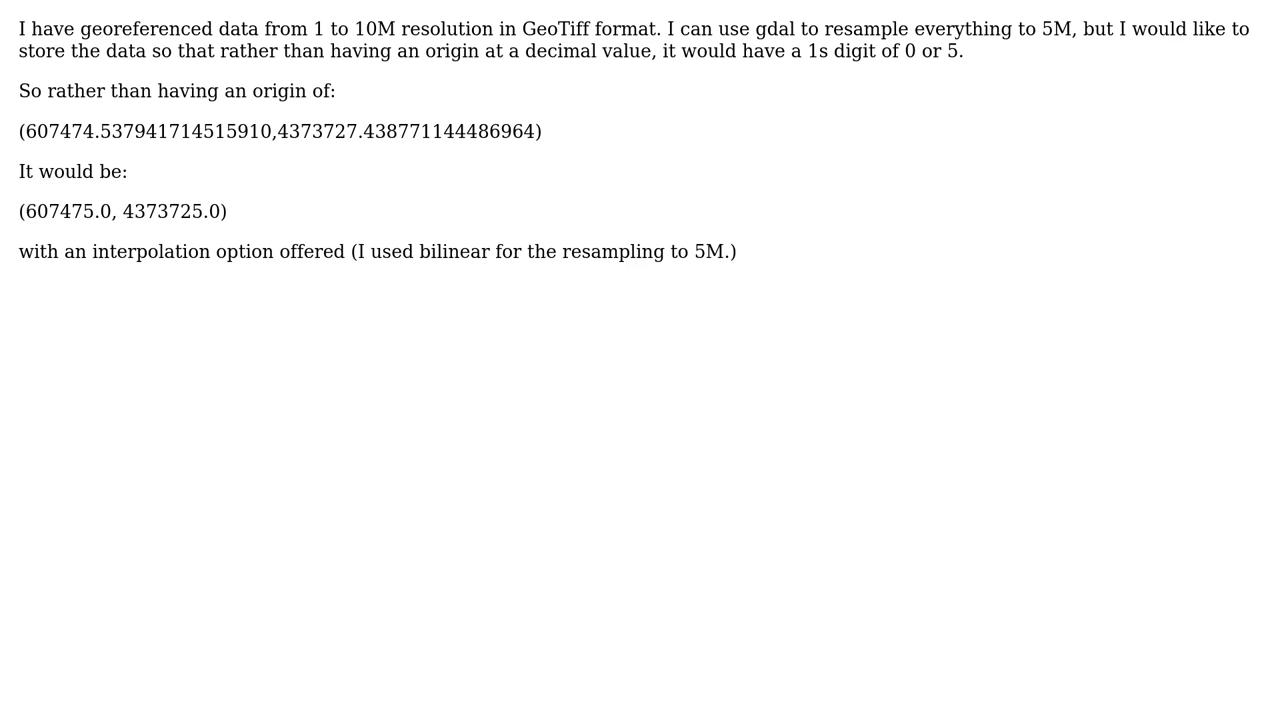 I have georeferenced data from 1 to 10M resolution in GeoTiff format. I can use gdal to resample everything to 5M, but I would like to
store the data so that rather than having an origin at a decimal value, it would have a 1s digit of 0 or 5.
So rather than having an origin of:
(607474.537941714515910,4373727.438771144486964)
It would be:
(607475.0, 4373725.0)
with an interpolation option offered (I used bilinear for the resampling to 5M.)